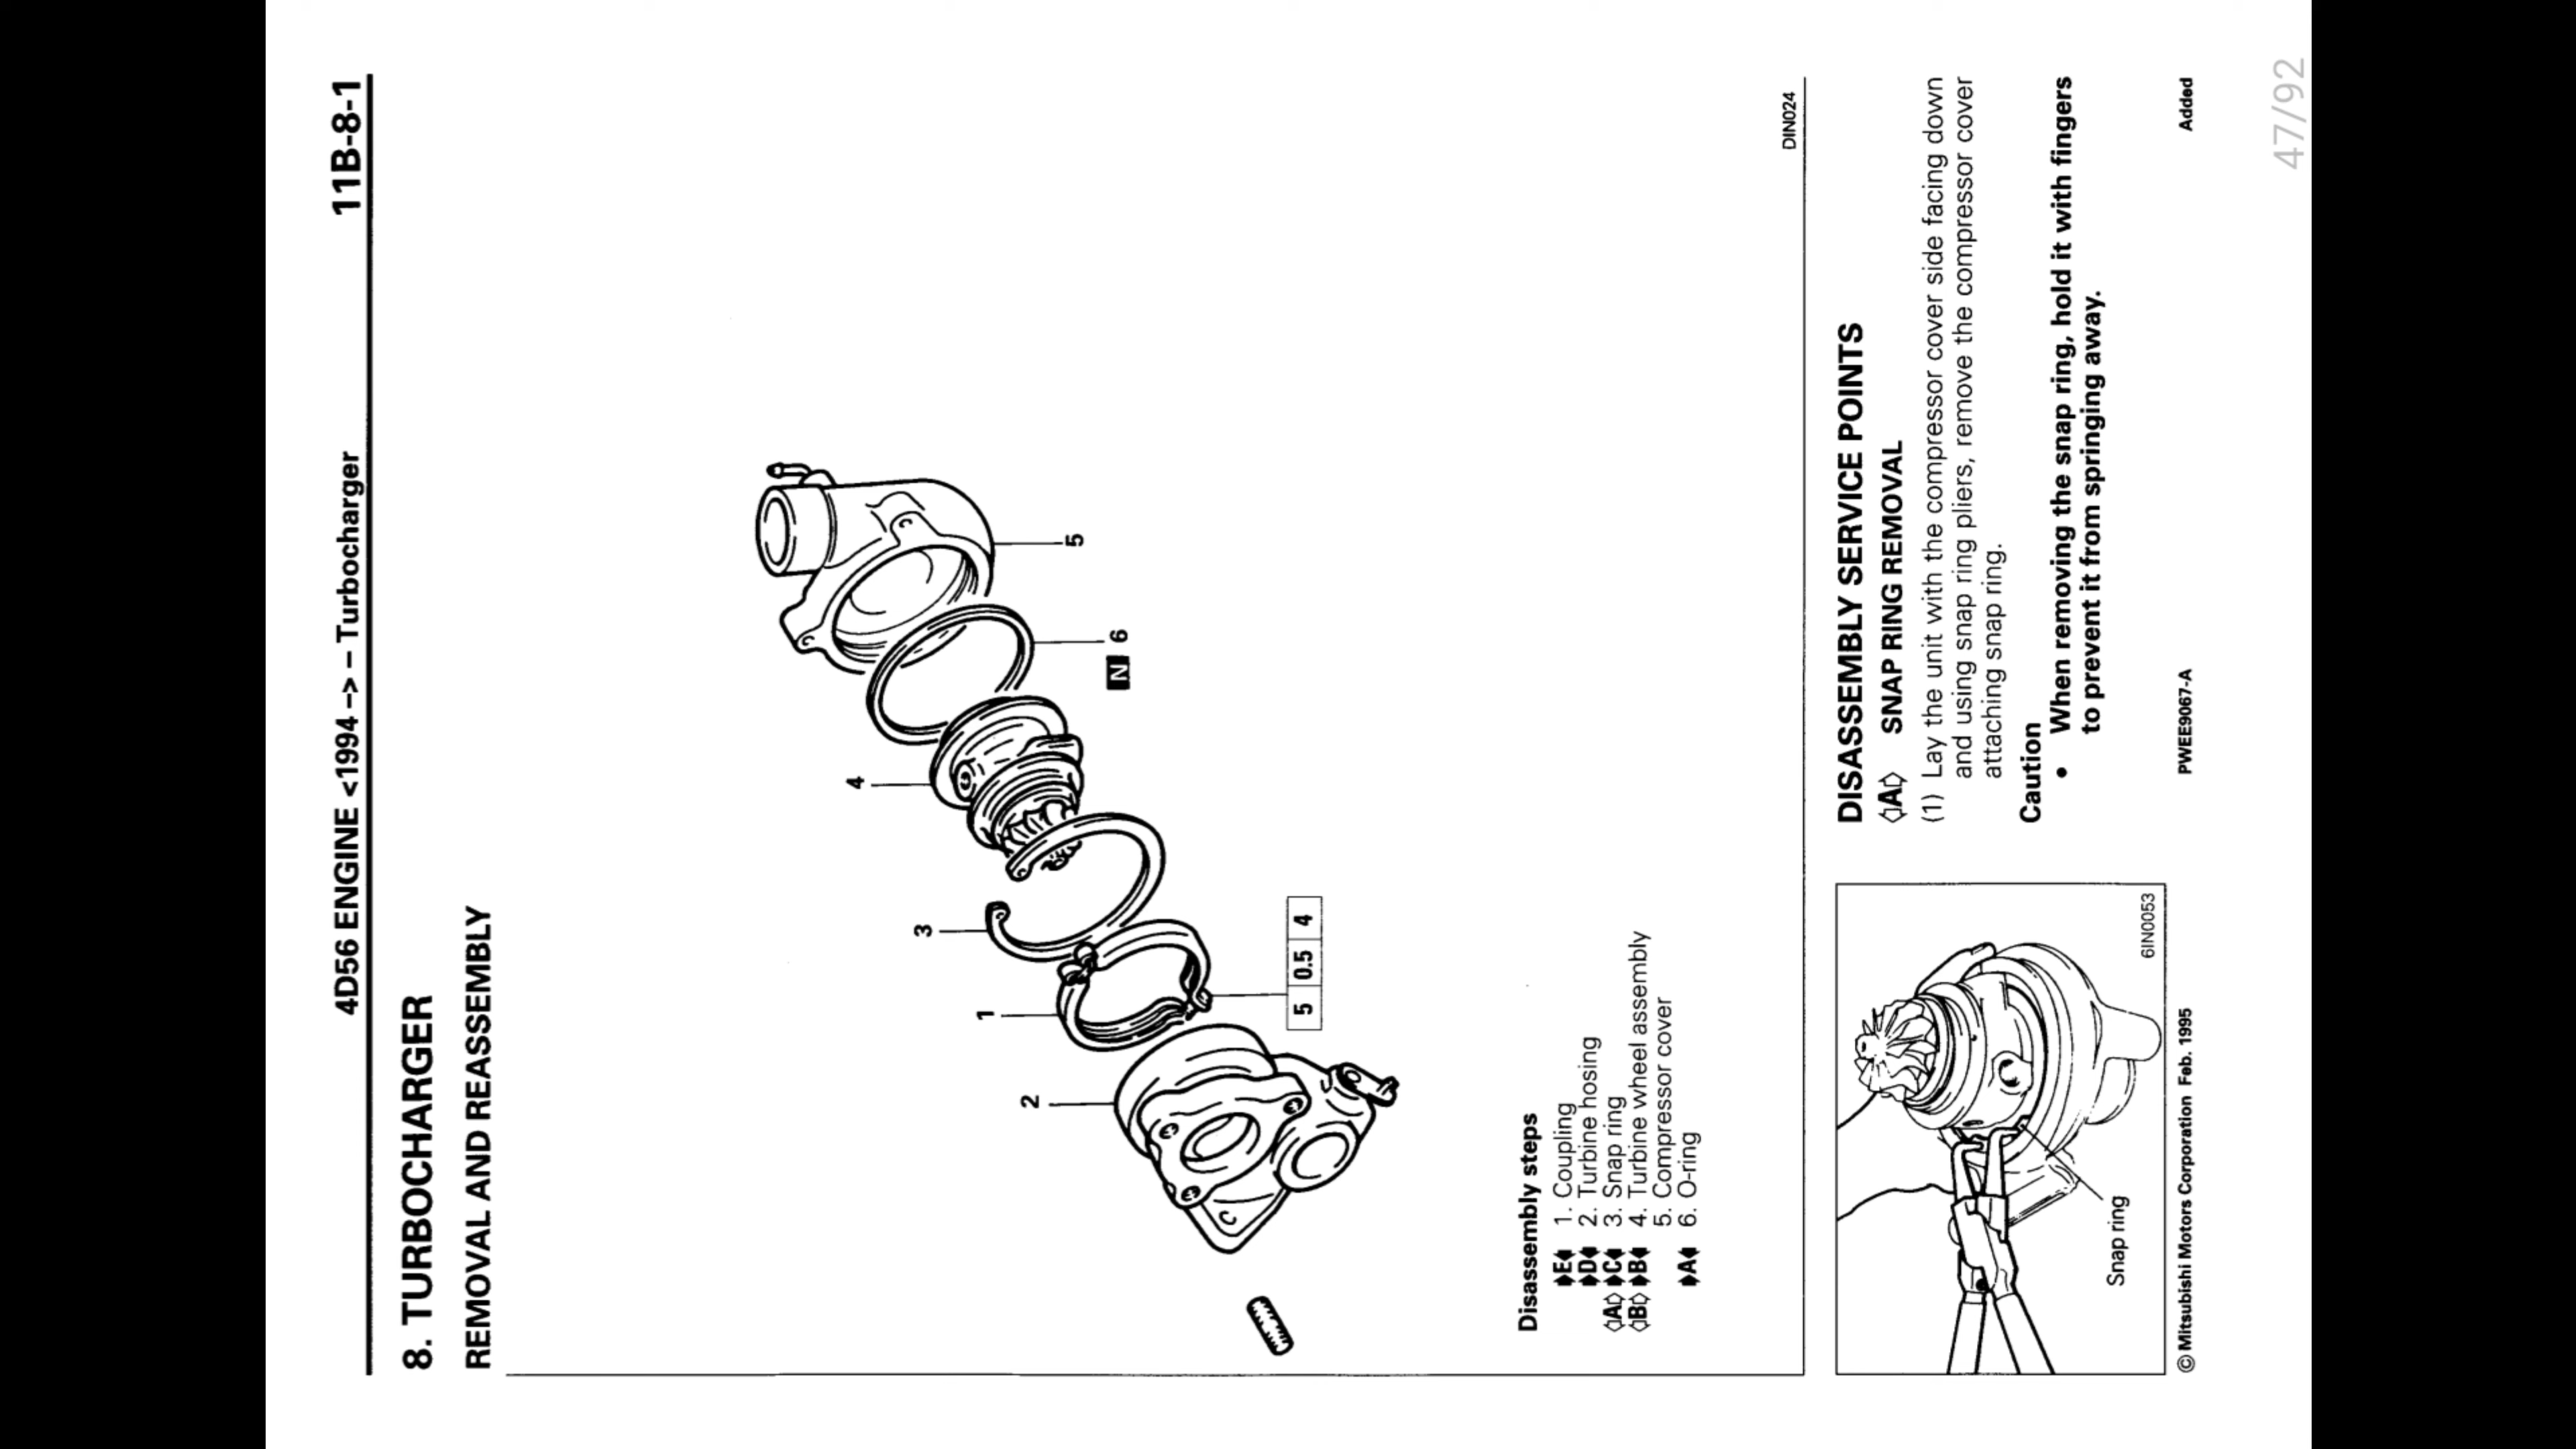 4D56 ENGINE <1994–> – Turbocharger 11B-8-1
8. TURBOCHARGER
REMOVAL AND REASSEMBLY
5
N 6
4
3
1
5 0.5 4
2
Disassembly steps
E 1. Coupling
D 2. Turbine hosing
A C 3. Snap ring
B B 4. Turbine wheel assembly
5. Compressor cover
A 6. O-ring
DIN024
Snap ring
6IN0053
DISASSEMBLY SERVICE POINTS
A SNAP RING REMOVAL
(1) Lay the unit with the compressor cover side facing down
and using snap ring pliers, remove the compressor cover
attaching snap ring.
Caution
• When removing the snap ring, hold it with fingers
to prevent it from springing away.
© Mitsubishi Motors Corporation Feb. 1995 PWEE9067-A Added
47/92